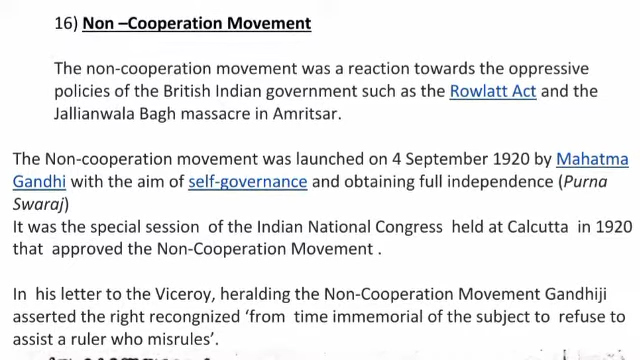 16) Non –Cooperation Movement
The non-cooperation movement was a reaction towards the oppressive
policies of the British Indian government such as the Rowlatt Act and the
Jallianwala Bagh massacre in Amritsar.
The Non-cooperation movement was launched on 4 September 1920 by Mahatma
Gandhi with the aim of self-governance and obtaining full independence (Purna
Swaraj)
It was the special session of the Indian National Congress held at Calcutta in 1920
that approved the Non-Cooperation Movement .
In his letter to the Viceroy, heralding the Non-Cooperation Movement Gandhiji
asserted the right recongnized ‘from time immemorial of the subject to refuse to
assist a ruler who misrules’.